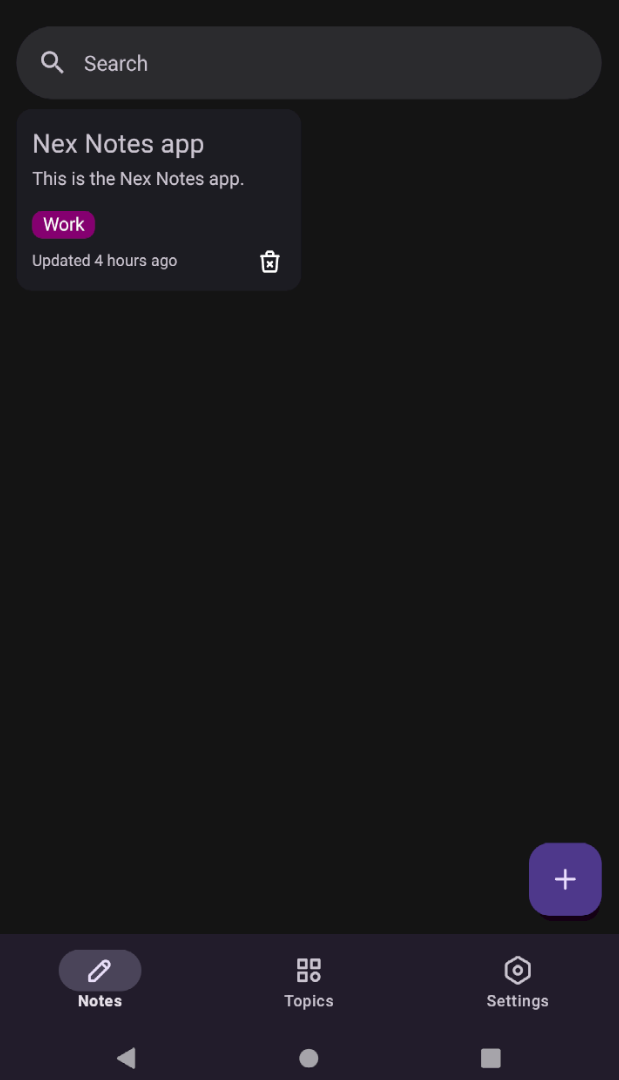 Search
Nex Notes app
This is the Nex Notes app.
Work
Updated 4 hours ago
Notes
Topics
Settings